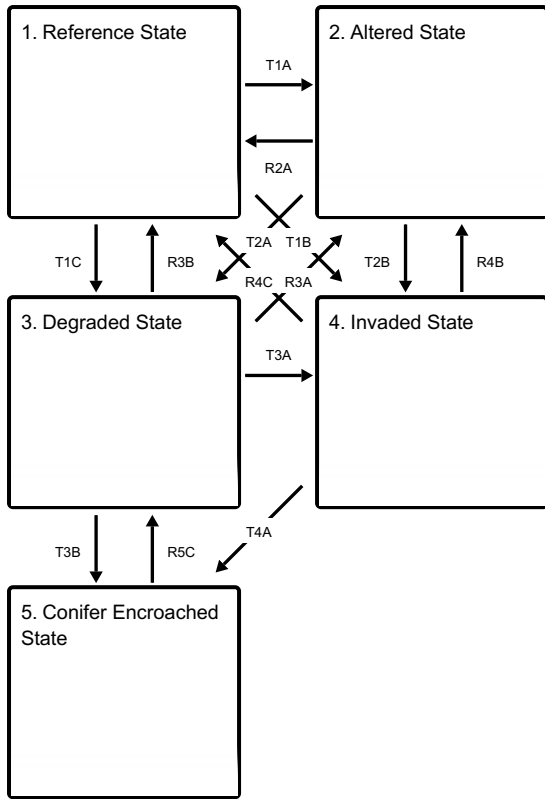 1. Reference State
2. Altered State
T1A
R2A
T1C
R3B
T2A
T1B
T2B
R4B
R4C
R3A
3. Degraded State
4. Invaded State
T3A
T3B
R5C
T4A
5. Conifer Encroached
State